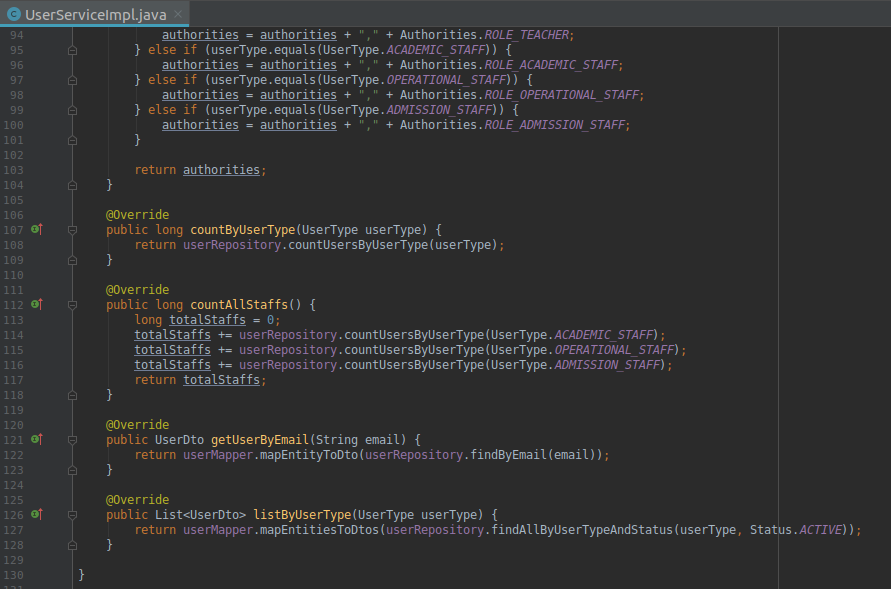 UserServiceImpl.java
94 authorities = authorities + "," + Authorities.ROLE_TEACHER;
95 } else if (userType.equals(UserType.ACADEMIC_STAFF)) {
96 authorities = authorities + "," + Authorities.ROLE_ACADEMIC_STAFF;
97 } else if (userType.equals(UserType.OPERATIONAL_STAFF)) {
98 authorities = authorities + "," + Authorities.ROLE_OPERATIONAL_STAFF;
99 } else if (userType.equals(UserType.ADMISSION_STAFF)) {
100 authorities = authorities + "," + Authorities.ROLE_ADMISSION_STAFF;
101 }
102
103 return authorities;
104 }
105
106 @Override
107 public long countByUserType(UserType userType) {
108 return userRepository.countUsersByUserType(userType);
109 }
110
111 @Override
112 public long countAllStaffs() {
113 long totalStaffs = 0;
114 totalStaffs += userRepository.countUsersByUserType(UserType.ACADEMIC_STAFF);
115 totalStaffs += userRepository.countUsersByUserType(UserType.OPERATIONAL_STAFF);
116 totalStaffs += userRepository.countUsersByUserType(UserType.ADMISSION_STAFF);
117 return totalStaffs;
118 }
119
120 @Override
121 public UserDto getUserByEmail(String email) {
122 return userMapper.mapEntityToDto(userRepository.findByEmail(email));
123 }
124
125 @Override
126 public List<UserDto> listByUserType(UserType userType) {
127 return userMapper.mapEntitiesToDtos(userRepository.findAllByUserTypeAndStatus(userType, Status.ACTIVE));
128 }
129
130 }